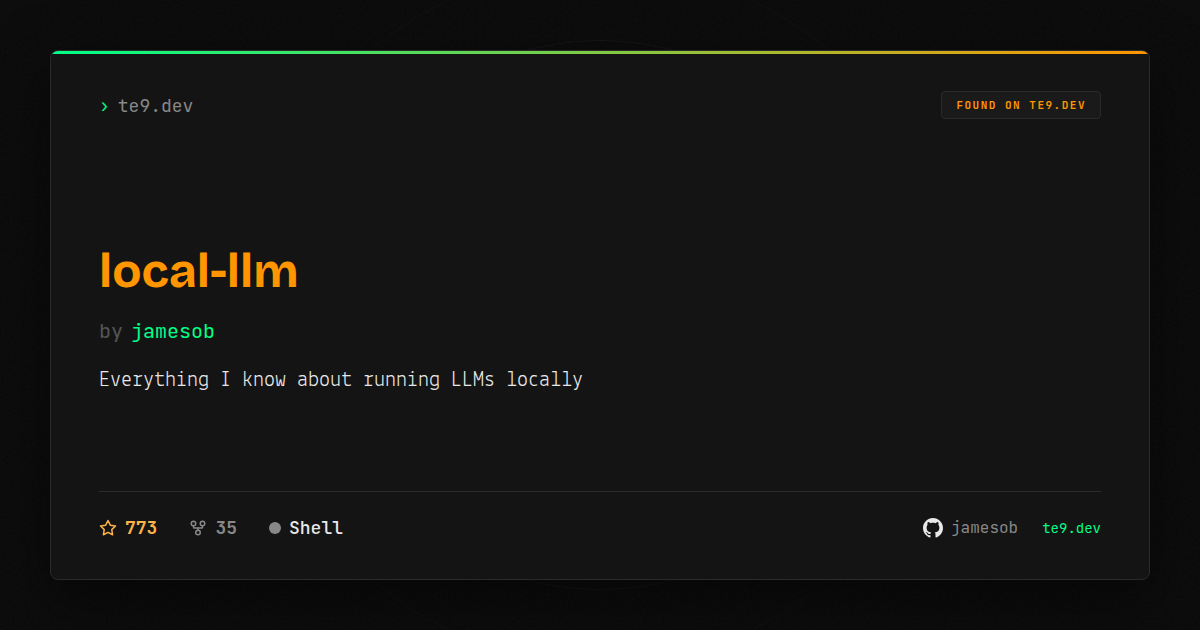 › te9.dev
FOUND ON TE9.DEV
local-llm
by jamesob
Everything I know about running LLMs locally
773 35 Shell
jamesob te9.dev